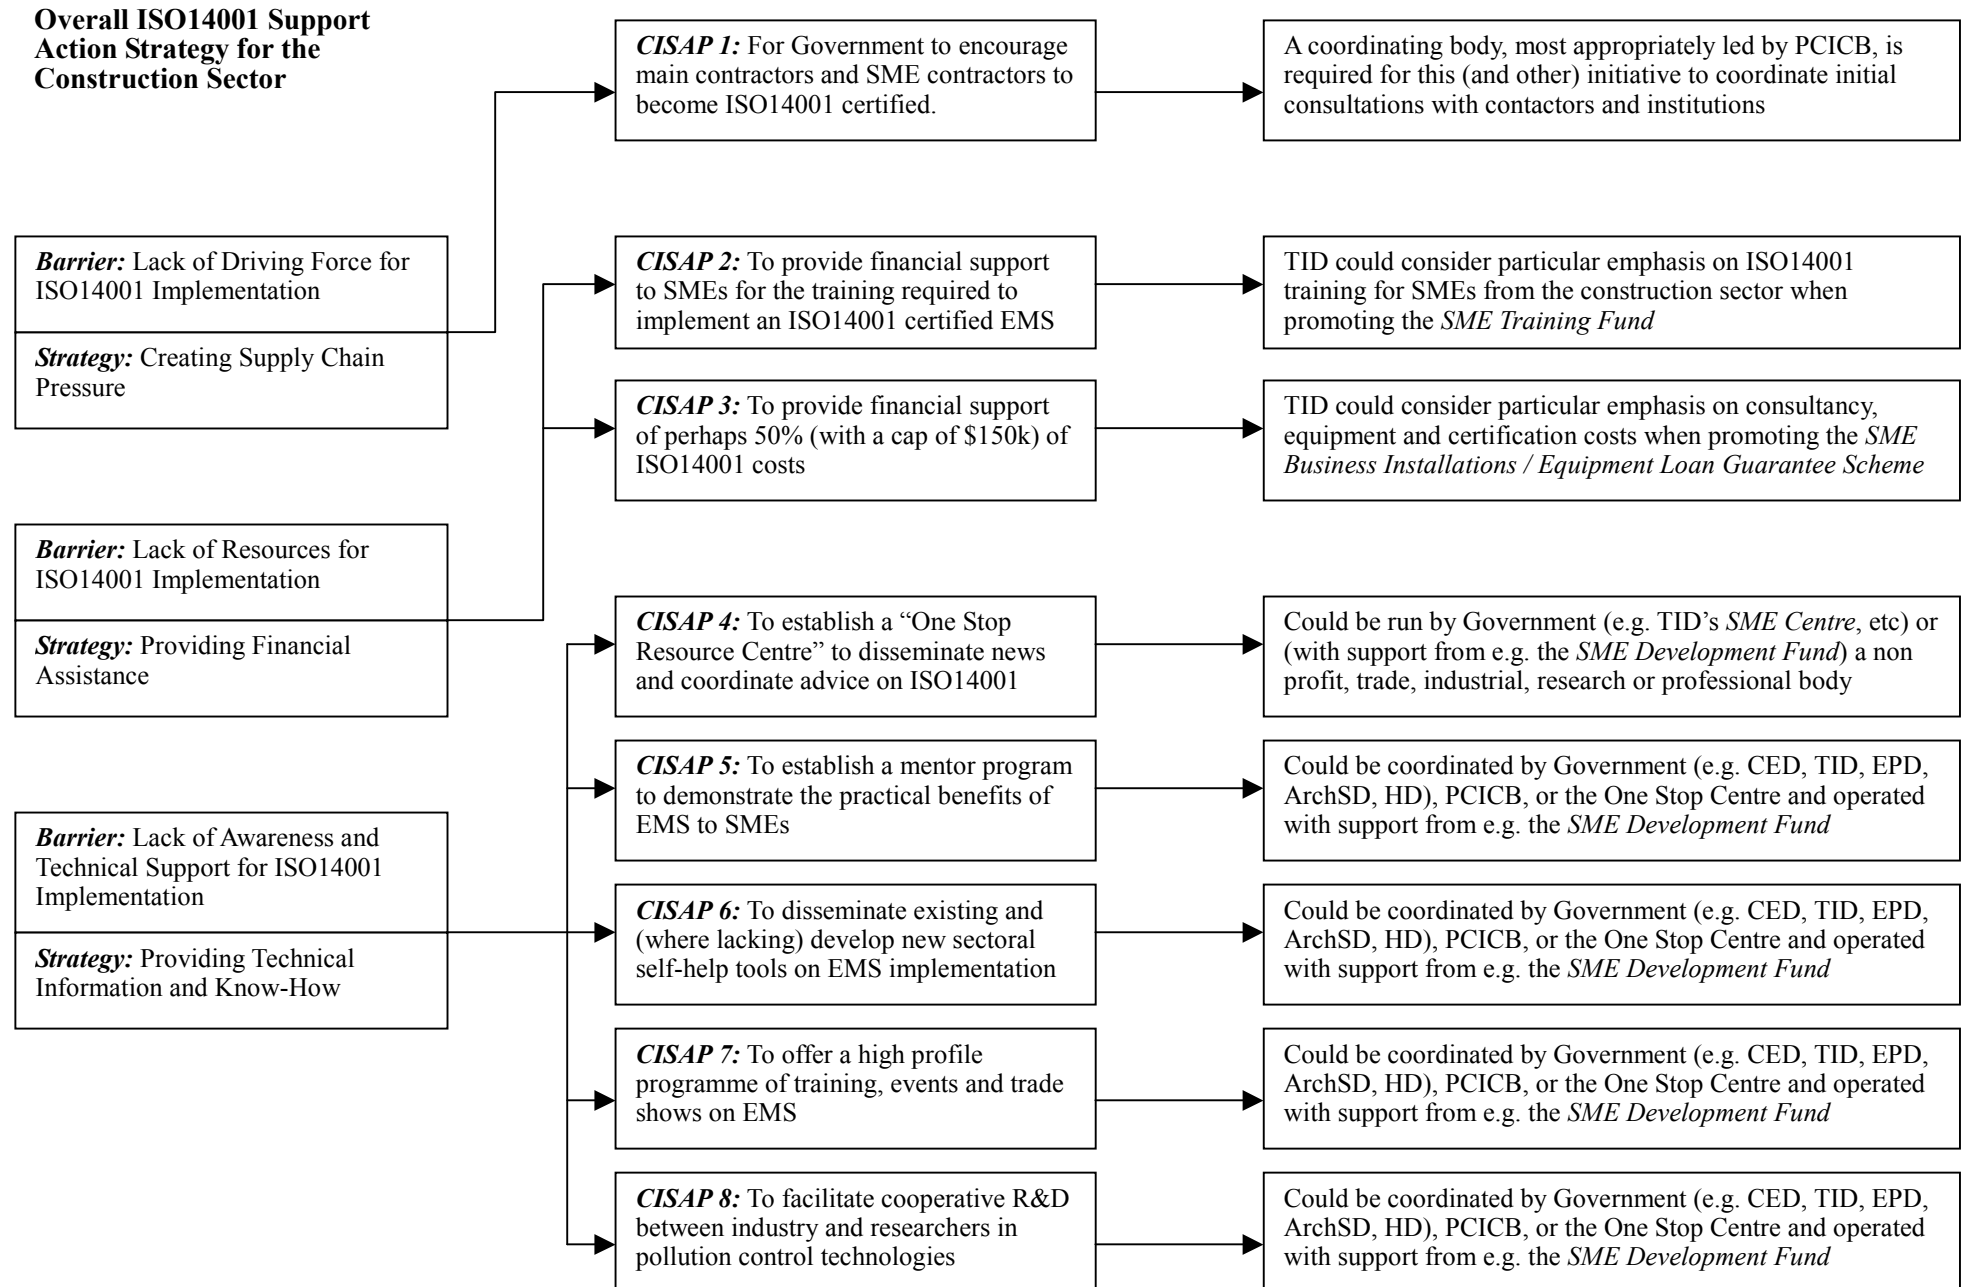 Overall ISO14001 Support
Action Strategy for the
Construction Sector
Barrier: Lack of Driving Force for
ISO14001 Implementation
Strategy: Creating Supply Chain
Pressure
Barrier: Lack of Resources for
ISO14001 Implementation
Strategy: Providing Financial
Assistance
Barrier: Lack of Awareness and
Technical Support for ISO14001
Implementation
Strategy: Providing Technical
Information and Know-How
CISAP 1: For Government to encourage
main contractors and SME contractors to
become ISO14001 certified.
A coordinating body, most appropriately led by PCICB, is
required for this (and other) initiative to coordinate initial
consultations with contactors and institutions
CISAP 2: To provide financial support
to SMEs for the training required to
implement an ISO14001 certified EMS
TID could consider particular emphasis on ISO14001
training for SMEs from the construction sector when
promoting the SME Training Fund
CISAP 3: To provide financial support
of perhaps 50% (with a cap of $150k) of
ISO14001 costs
TID could consider particular emphasis on consultancy,
equipment and certification costs when promoting the SME
Business Installations / Equipment Loan Guarantee Scheme
CISAP 4: To establish a “One Stop
Resource Centre” to disseminate news
and coordinate advice on ISO14001
Could be run by Government (e.g. TID’s SME Centre, etc) or
(with support from e.g. the SME Development Fund) a non
profit, trade, industrial, research or professional body
CISAP 5: To establish a mentor program
to demonstrate the practical benefits of
EMS to SMEs
Could be coordinated by Government (e.g. CED, TID, EPD,
ArchSD, HD), PCICB, or the One Stop Centre and operated
with support from e.g. the SME Development Fund
CISAP 6: To disseminate existing and
(where lacking) develop new sectoral
self-help tools on EMS implementation
Could be coordinated by Government (e.g. CED, TID, EPD,
ArchSD, HD), PCICB, or the One Stop Centre and operated
with support from e.g. the SME Development Fund
CISAP 7: To offer a high profile
programme of training, events and trade
shows on EMS
Could be coordinated by Government (e.g. CED, TID, EPD,
ArchSD, HD), PCICB, or the One Stop Centre and operated
with support from e.g. the SME Development Fund
CISAP 8: To facilitate cooperative R&D
between industry and researchers in
pollution control technologies
Could be coordinated by Government (e.g. CED, TID, EPD,
ArchSD, HD), PCICB, or the One Stop Centre and operated
with support from e.g. the SME Development Fund